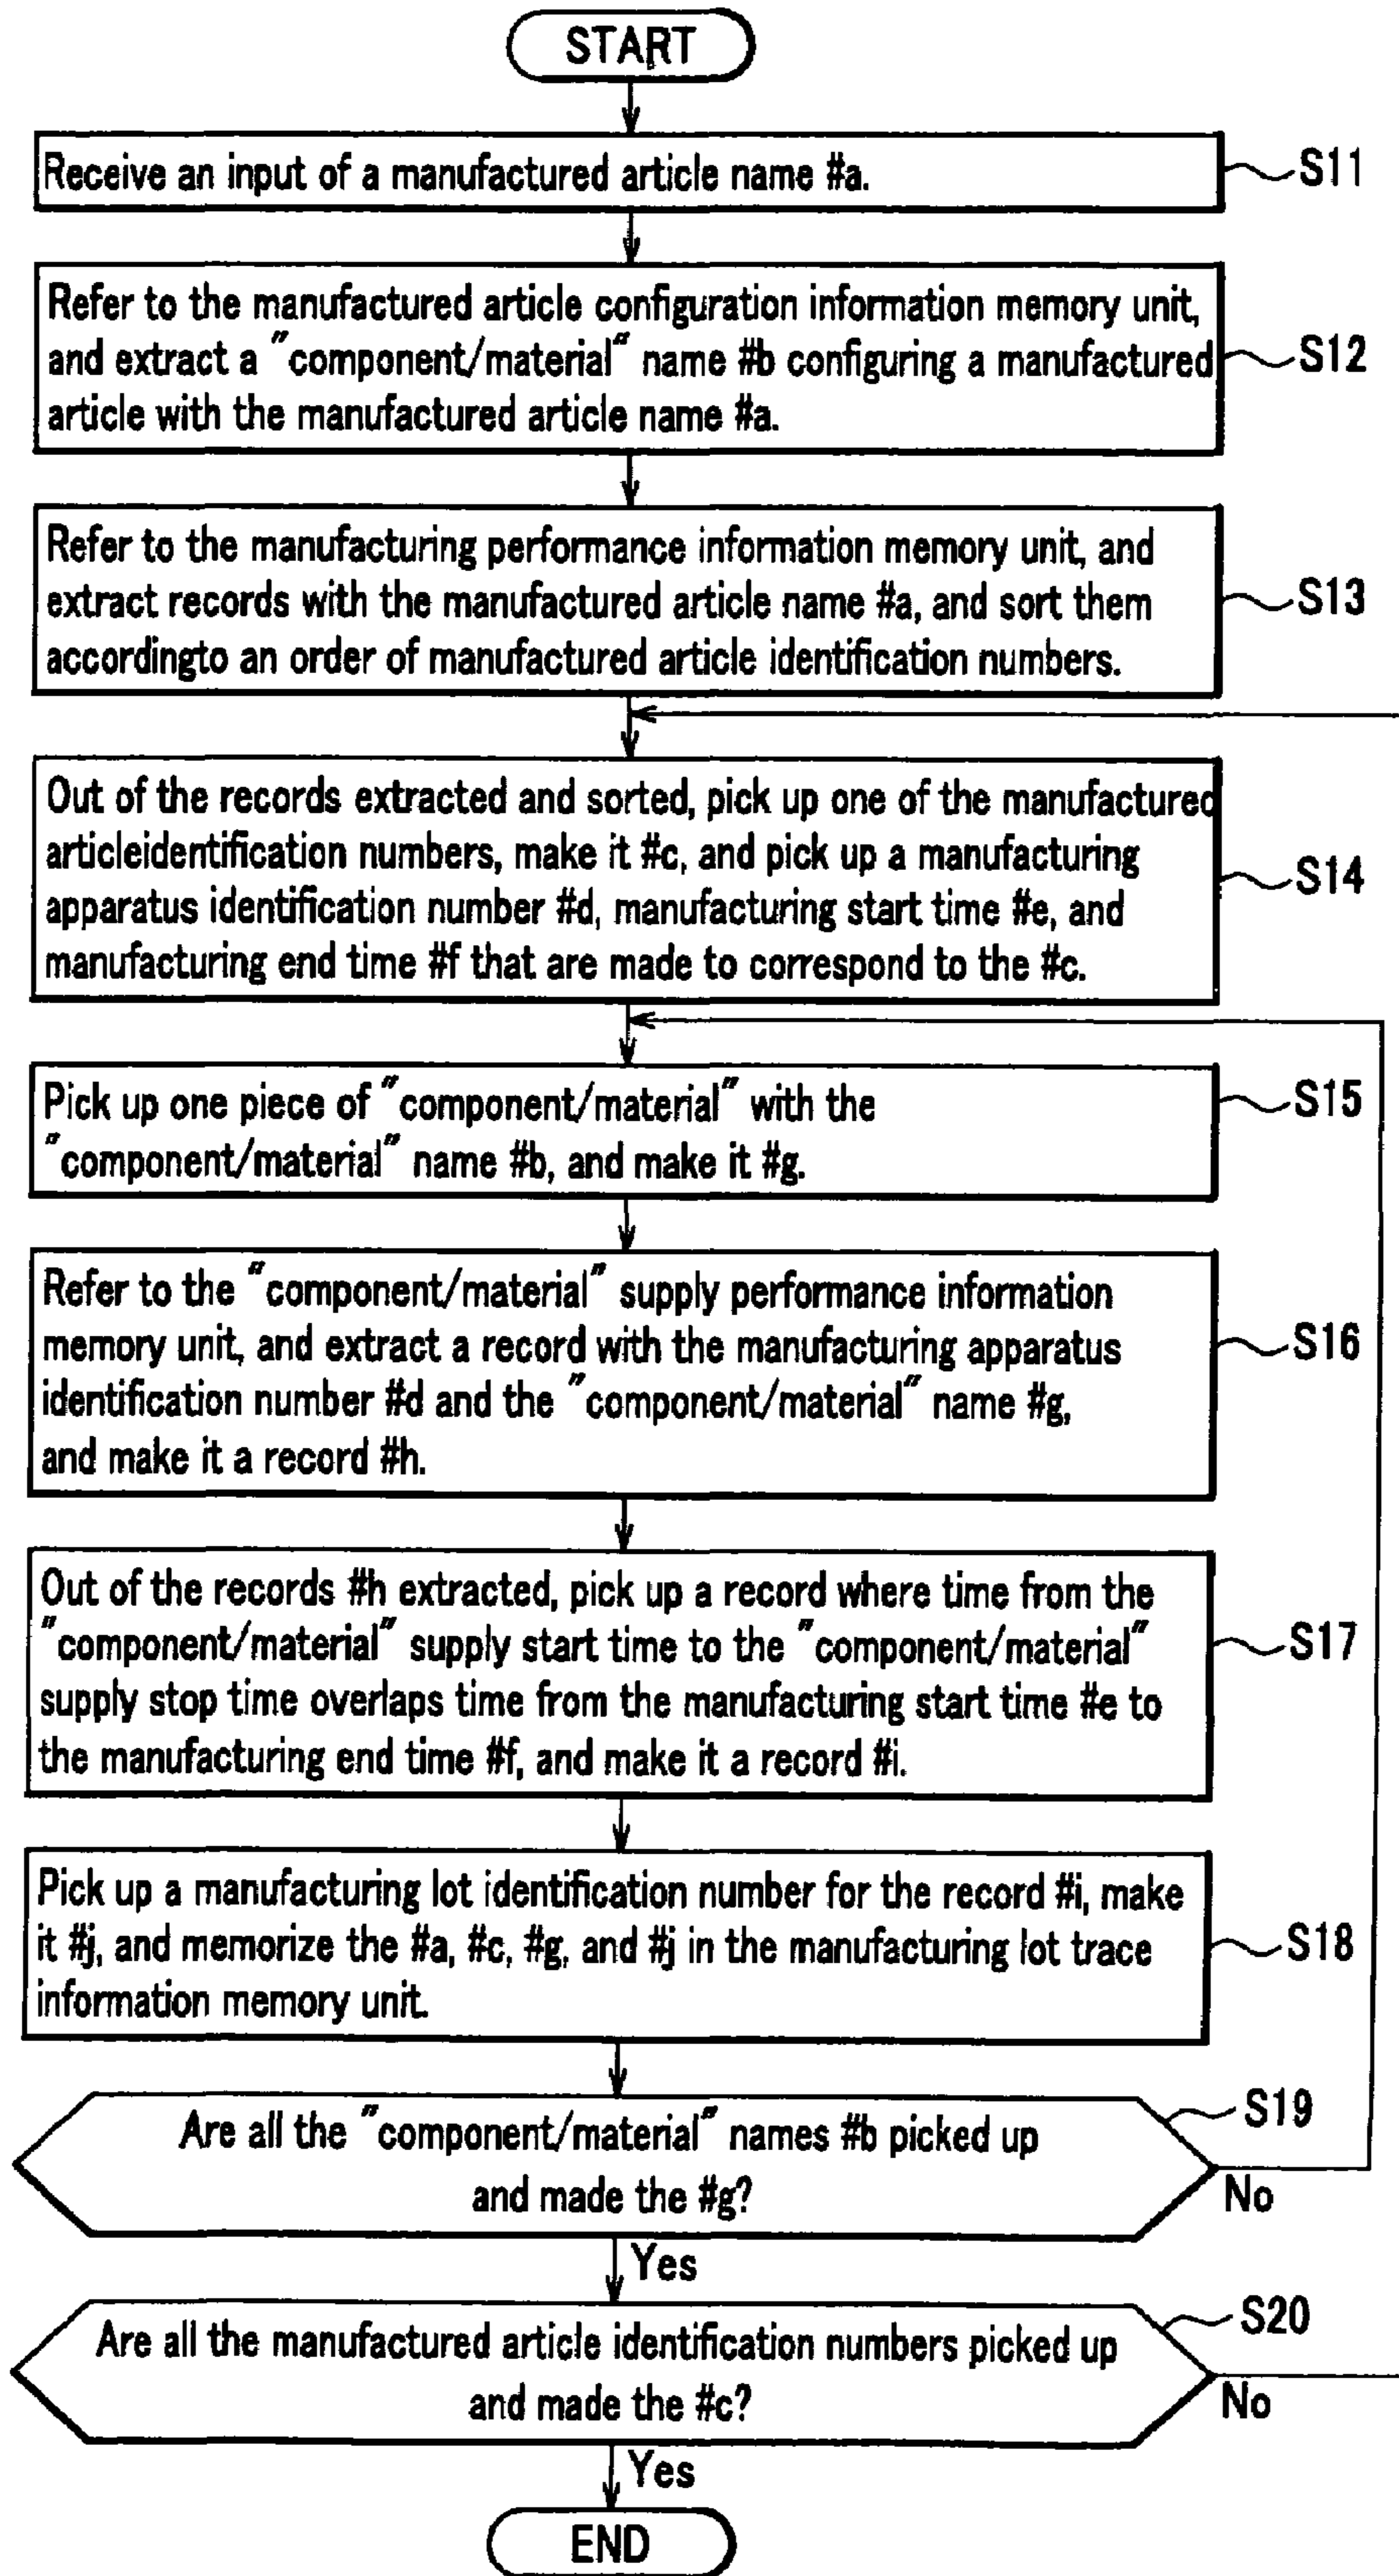 START
Receive an input of a manufactured article name #a.
S11
Refer to the manufactured article configuration information memory unit,
and extract a "component/material" name #b configuring a manufactured
article with the manufactured article name #a.
S12
Refer to the manufacturing performance information memory unit, and
extract records with the manufactured article name #a, and sort them
accordingto an order of manufactured article identification numbers.
S13
Out of the records extracted and sorted, pick up one of the manufactured
articleidentification numbers, make it #c, and pick up a manufacturing
apparatus identification number #d, manufacturing start time #e, and
manufacturing end time #f that are made to correspond to the #c.
S14
Pick up one piece of "component/material" with the
"component/material" name #b, and make it #g.
S15
Refer to the "component/material" supply performance information
memory unit, and extract a record with the manufacturing apparatus
identification number #d and the "component/material" name #g,
and make it a record #h.
S16
Out of the records #h extracted, pick up a record where time from the
"component/material" supply start time to the "component/material"
supply stop time overlaps time from the manufacturing start time #e to
the manufacturing end time #f, and make it a record #i.
S17
Pick up a manufacturing lot identification number for the record #i, make
it #j, and memorize the #a, #c, #g, and #j in the manufacturing lot trace
information memory unit.
S18
Are all the "component/material" names #b picked up
and made the #g?
S19
No
Yes
Are all the manufactured article identification numbers picked up
and made the #c?
S20
No
Yes
END